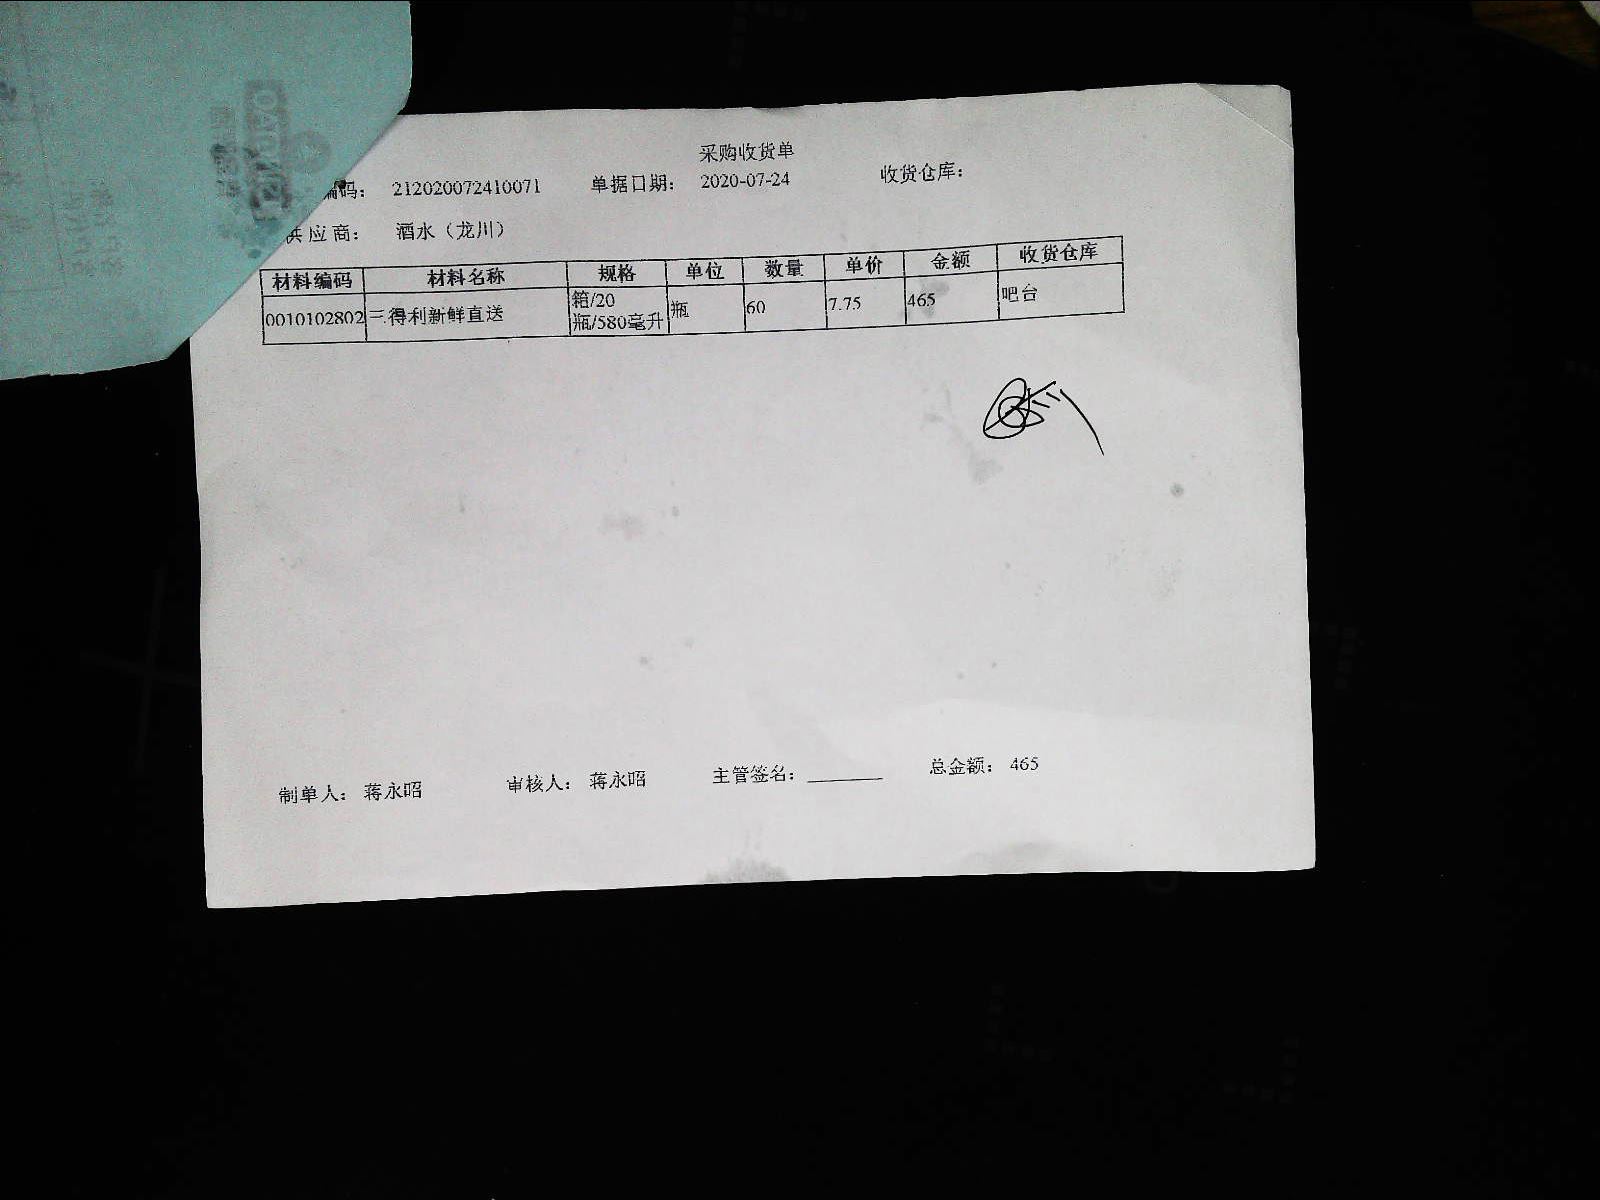 采购收货单
编码： 212020072410071 单据日期： 2020-07-24 收货仓库：
供应商： 酒水（龙川）
材料编码 材料名称 规格 单位 数量 单价 金额 收货仓库
0010102802 三得利新鲜直送 箱/20 瓶/580毫升 瓶 60 7.75 465 吧台
制单人： 蒋永昭 审核人： 蒋永昭 主管签名： 总金额： 465